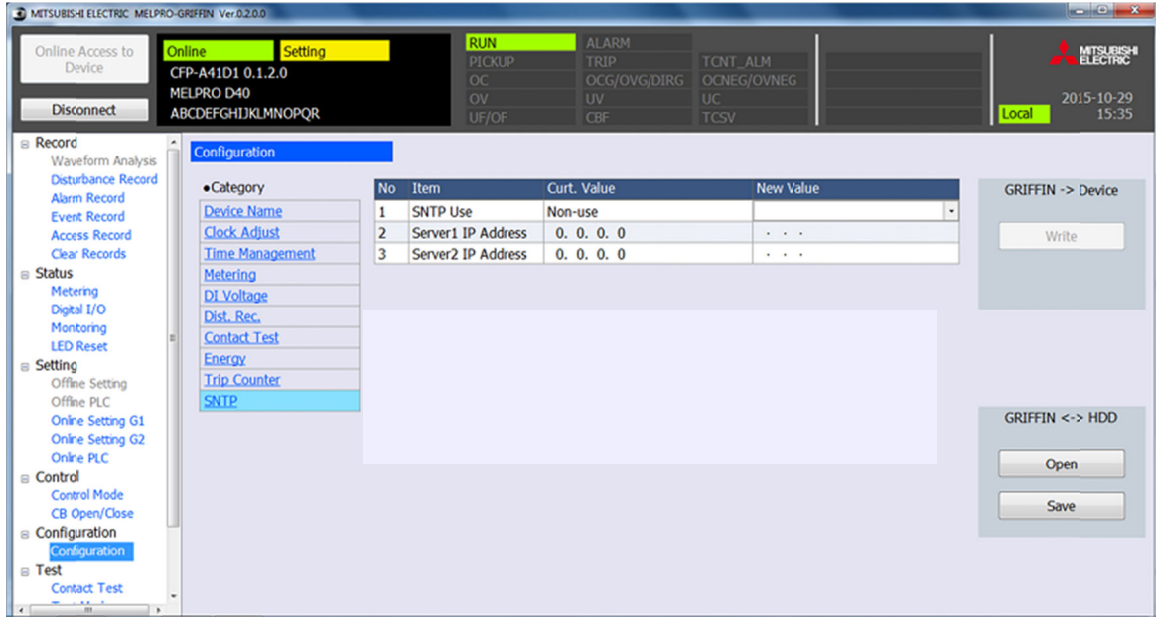 MITSUBISHI ELECTRIC MELPRO-GRIFFIN Ver.0.2.0.0
Online Access to Device
Disconnect
Online Setting
CFP-A41D1 0.1.2.0
MELPRO D40
ABCDEFGHIJKLMNOPQR
RUN ALARM
PICKUP TRIP TCNT_ALM
OC OCG/OVG/DIRG OCNEG/OVNEG
OV UV UC
UF/OF CBF TCSV
MITSUBISHI
ELECTRIC
2015-10-29
Local 15:35
Record
Waveform Analysis
Disturbance Record
Alarm Record
Event Record
Access Record
Clear Records
Status
Metering
Digital I/O
Montoring
LED Reset
Setting
Offline Setting
Offline PLC
Online Setting G1
Online Setting G2
Online PLC
Control
Control Mode
CB Open/Close
Configuration
Configuration
Test
Contact Test
Configuration
●Category
Device Name
Clock Adjust
Time Management
Metering
DI Voltage
Dist. Rec.
Contact Test
Energy
Trip Counter
SNTP
No Item Curt. Value New Value
1 SNTP Use Non-use
2 Server1 IP Address 0. 0. 0. 0 . . .
3 Server2 IP Address 0. 0. 0. 0 . . .
GRIFFIN -> Device
Write
GRIFFIN <-> HDD
Open
Save